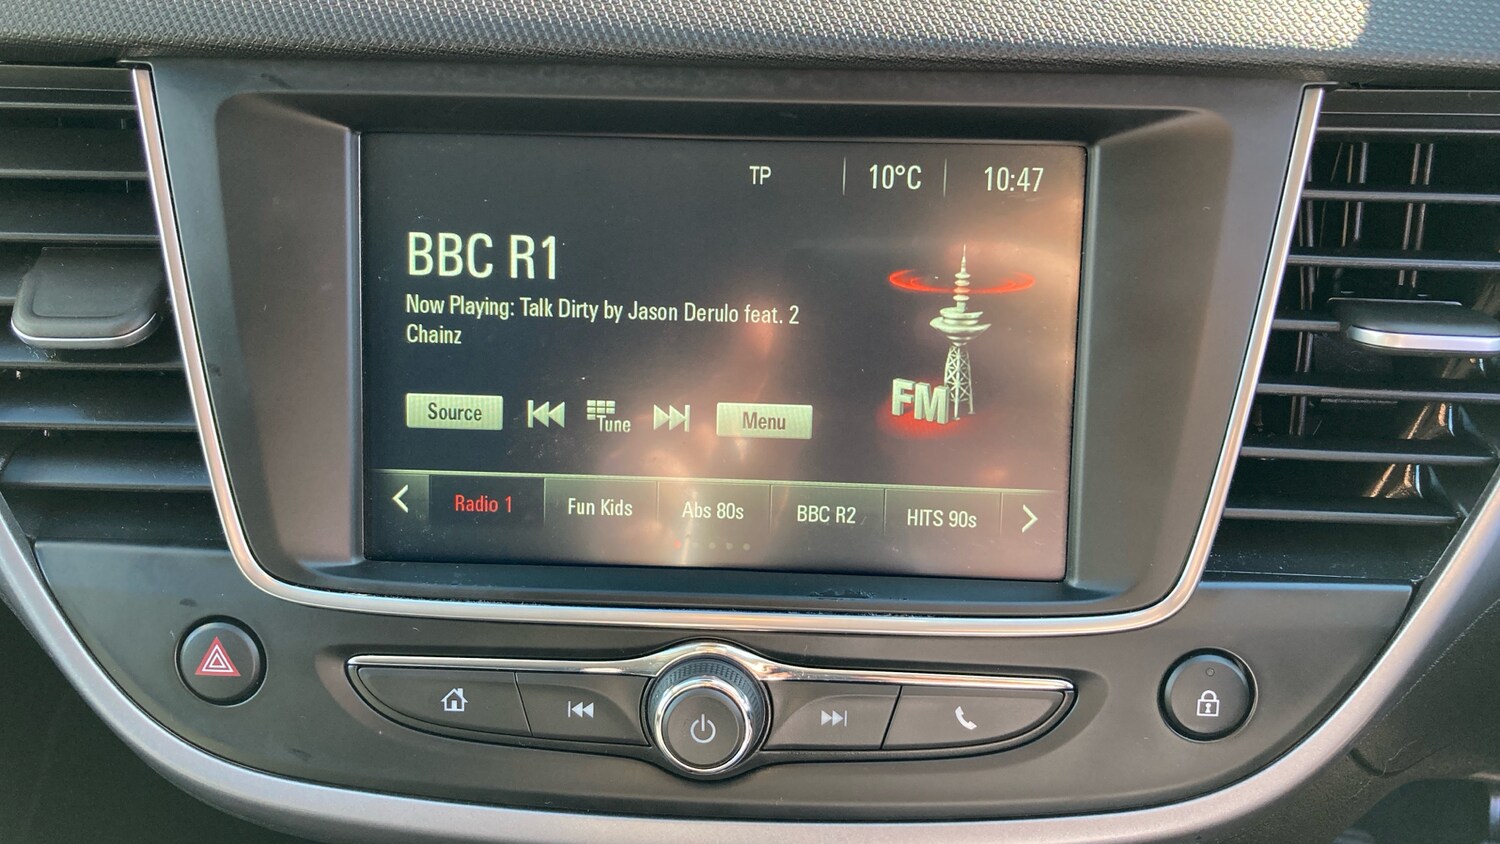 TP 10°C 10:47
BBC R1
Now Playing: Talk Dirty by Jason Derulo feat. 2
Chainz
Source Tune Menu
FM
Radio 1 Fun Kids Abs 80s BBC R2 HITS 90s